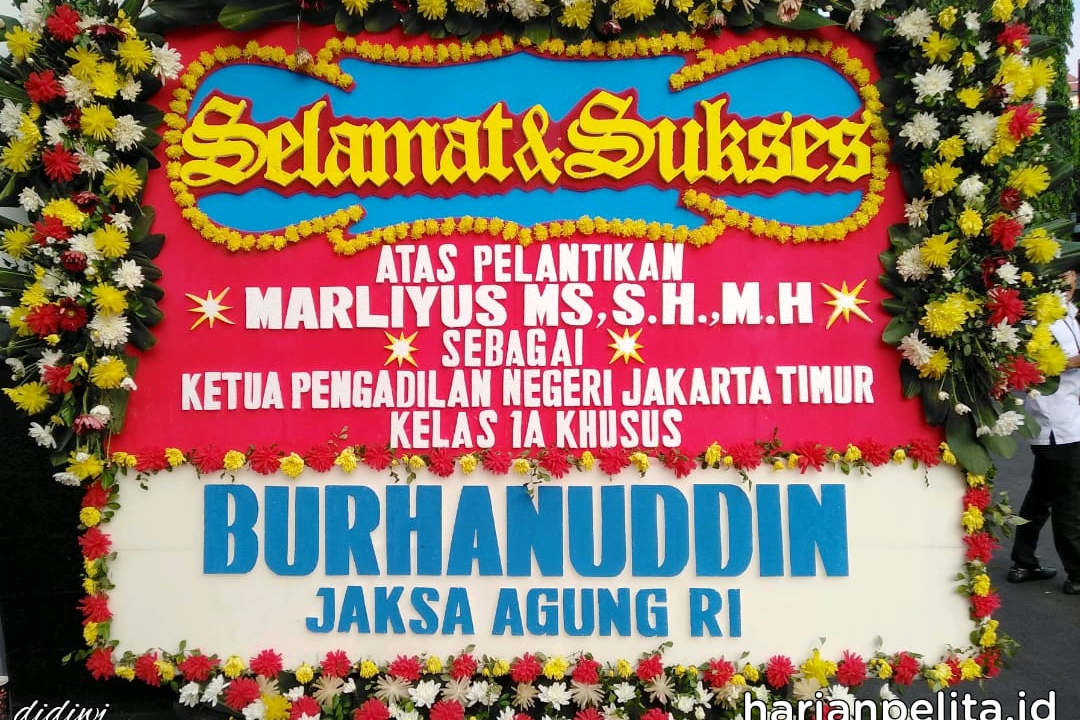 Selamat & Sukses
ATAS PELANTIKAN
MARLIYUS MS,S.H.,M.H
SEBAGAI
KETUA PENGADILAN NEGERI JAKARTA TIMUR
KELAS 1A KHUSUS
BURHANUDDIN
JAKSA AGUNG RI
didiwi
harianpelita.id